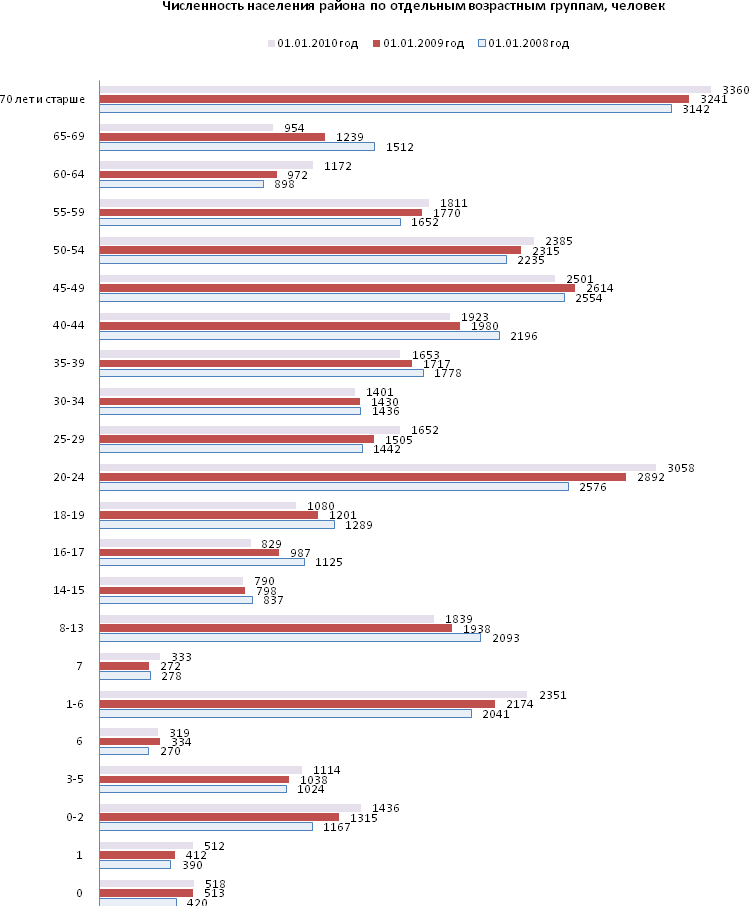 Численность населения района по отдельным возрастным группам, человек
01.01.2010 год 01.01.2009 год 01.01.2008 год
70 лет и старше 3360 3241 3142
65-69 954 1239 1512
60-64 1172 972 898
55-59 1811 1770 1652
50-54 2385 2315 2235
45-49 2501 2614 2554
40-44 1923 1980 2196
35-39 1653 1717 1778
30-34 1401 1430 1436
25-29 1652 1505 1442
20-24 3058 2892 2576
18-19 1080 1201 1289
16-17 829 987 1125
14-15 790 798 837
8-13 1839 1938 2093
7 333 272 278
1-6 2351 2174 2041
6 319 334 270
3-5 1114 1038 1024
0-2 1436 1315 1167
1 512 412 390
0 518 513 420